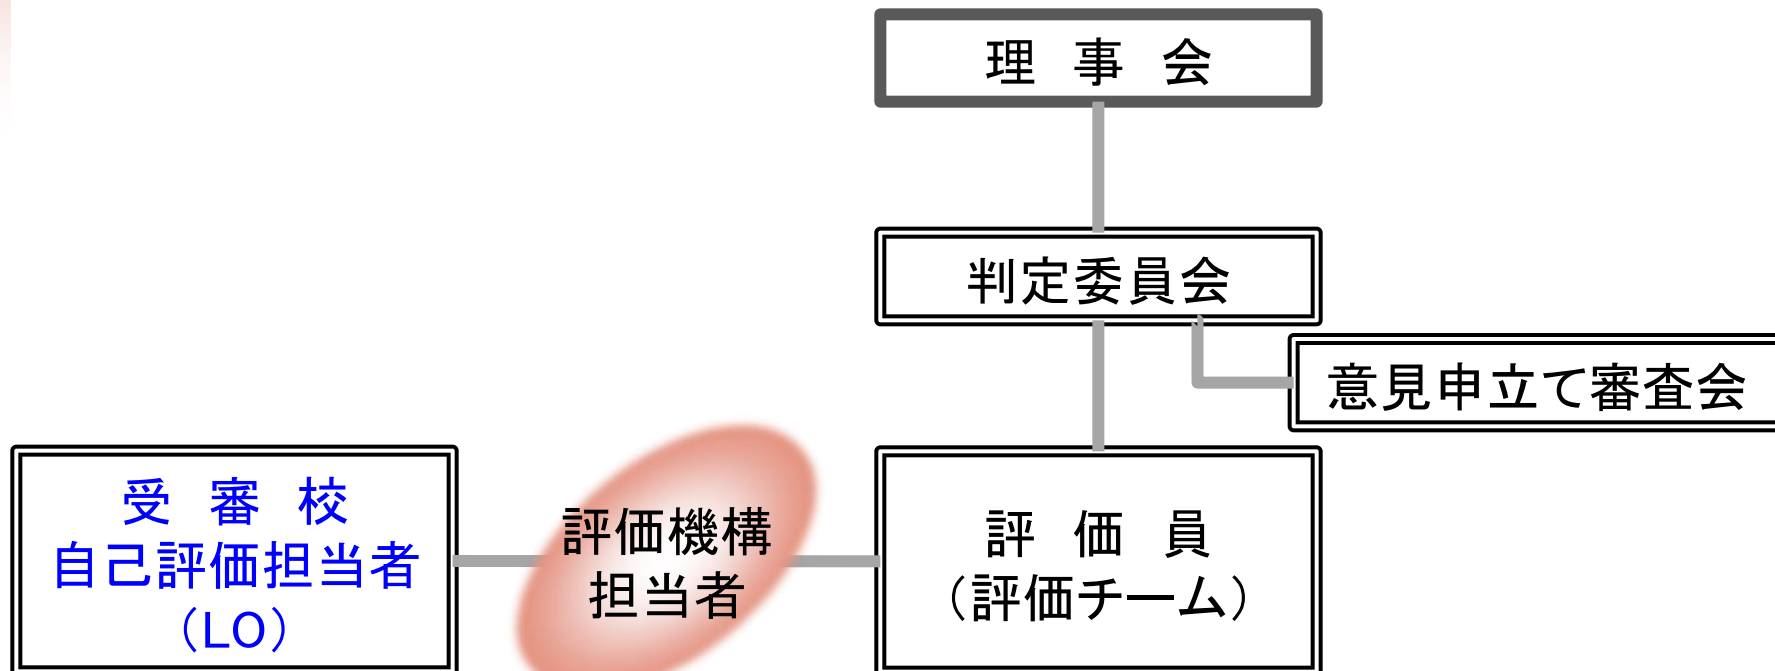 理 事 会
判定委員会
意見申立て審査会
受 審 校
自己評価担当者
（LO）
評価機構
担当者
評 価 員
（評価チーム）